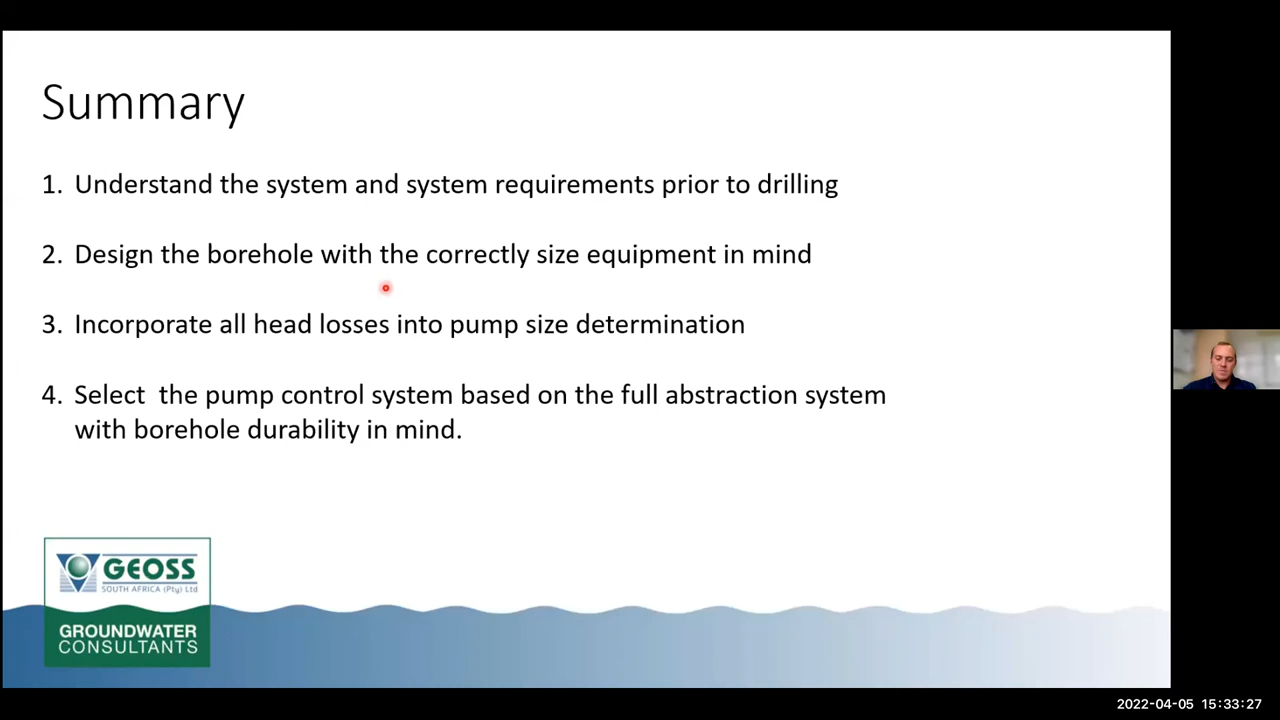 Summary
1. Understand the system and system requirements prior to drilling
2. Design the borehole with the correctly size equipment in mind
3. Incorporate all head losses into pump size determination
4. Select  the pump control system based on the full abstraction system
with borehole durability in mind.
GEOSS
SOUTH AFRICA (Pty) Ltd
GROUNDWATER
CONSULTANTS
2022-04-05 15:33:27